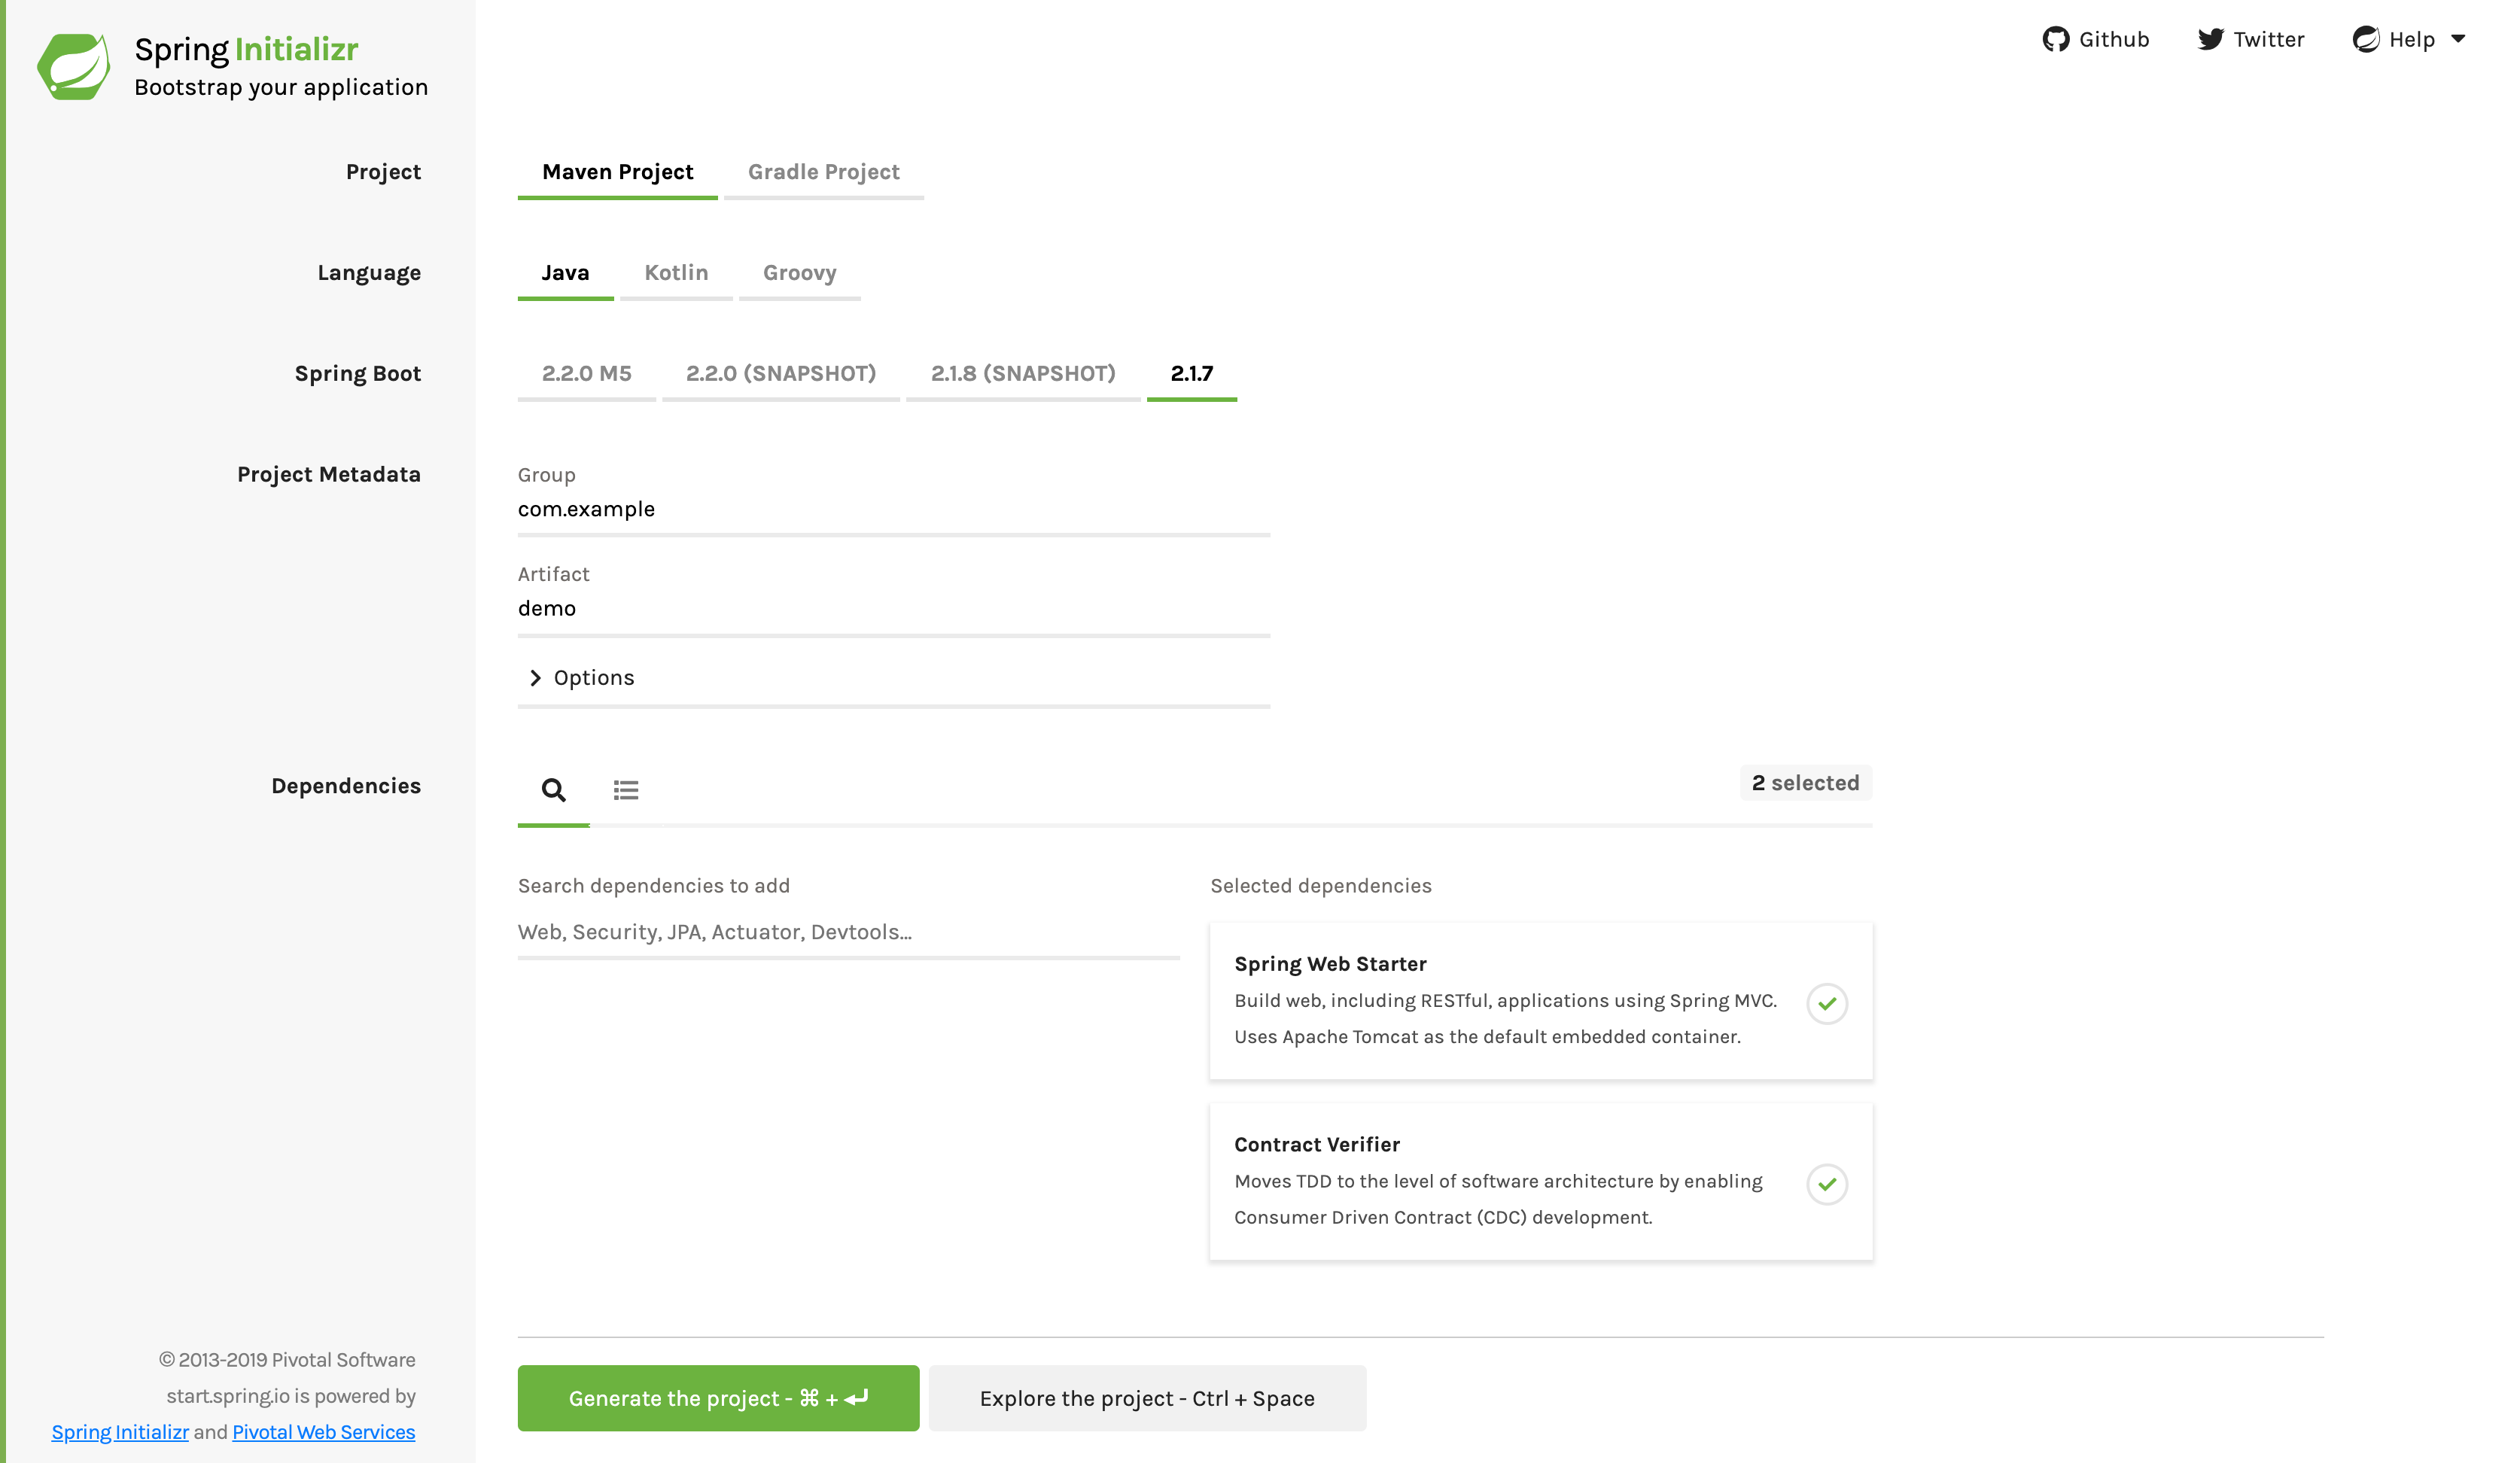 Spring Initializr
Bootstrap your application
Github
Twitter
Help
Project
Maven Project
Gradle Project
Language
Java
Kotlin
Groovy
Spring Boot
2.2.0 M5
2.2.0 (SNAPSHOT)
2.1.8 (SNAPSHOT)
2.1.7
Project Metadata
Group
com.example
Artifact
demo
Options
Dependencies
2 selected
Search dependencies to add
Web, Security, JPA, Actuator, Devtools...
Selected dependencies
Spring Web Starter
Build web, including RESTful, applications using Spring MVC.
Uses Apache Tomcat as the default embedded container.
Contract Verifier
Moves TDD to the level of software architecture by enabling
Consumer Driven Contract (CDC) development.
© 2013-2019 Pivotal Software
start.spring.io is powered by
Spring Initializr and Pivotal Web Services
Generate the project - ⌘ + ↵
Explore the project - Ctrl + Space